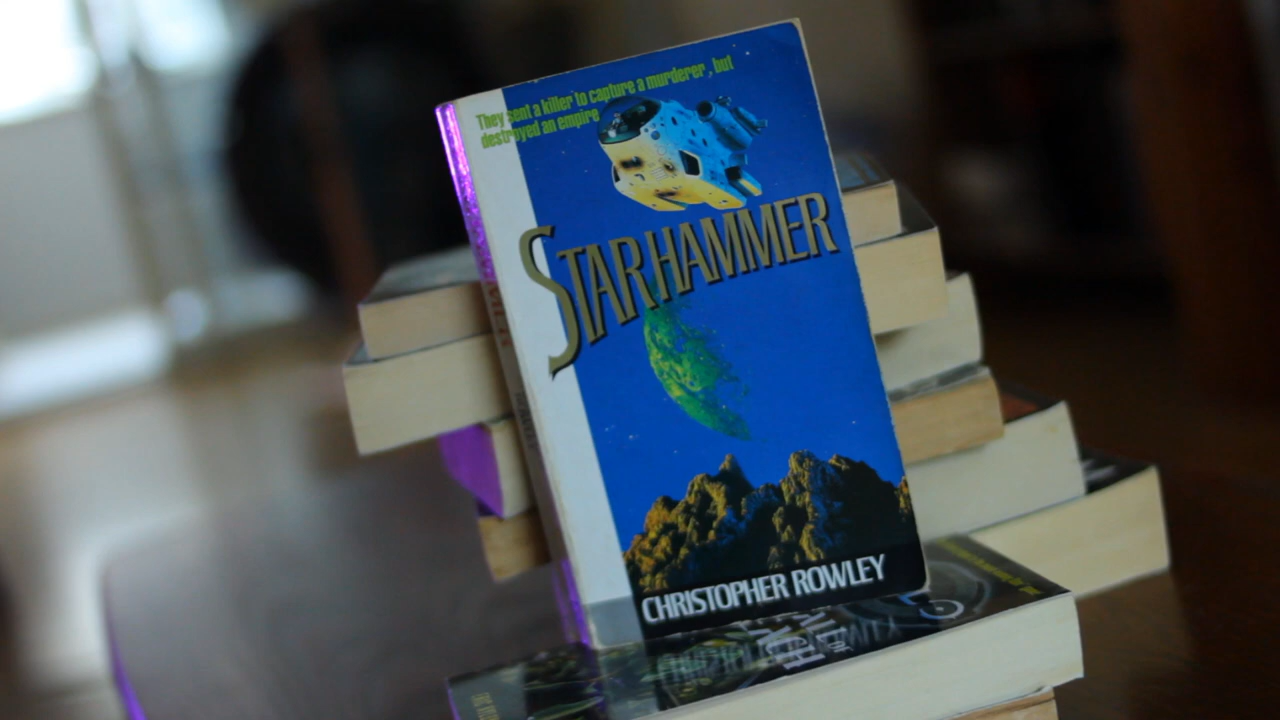 They sent a killer to capture a murderer , but
destroyed an empire
STARHAMMER
CHRISTOPHER ROWLEY